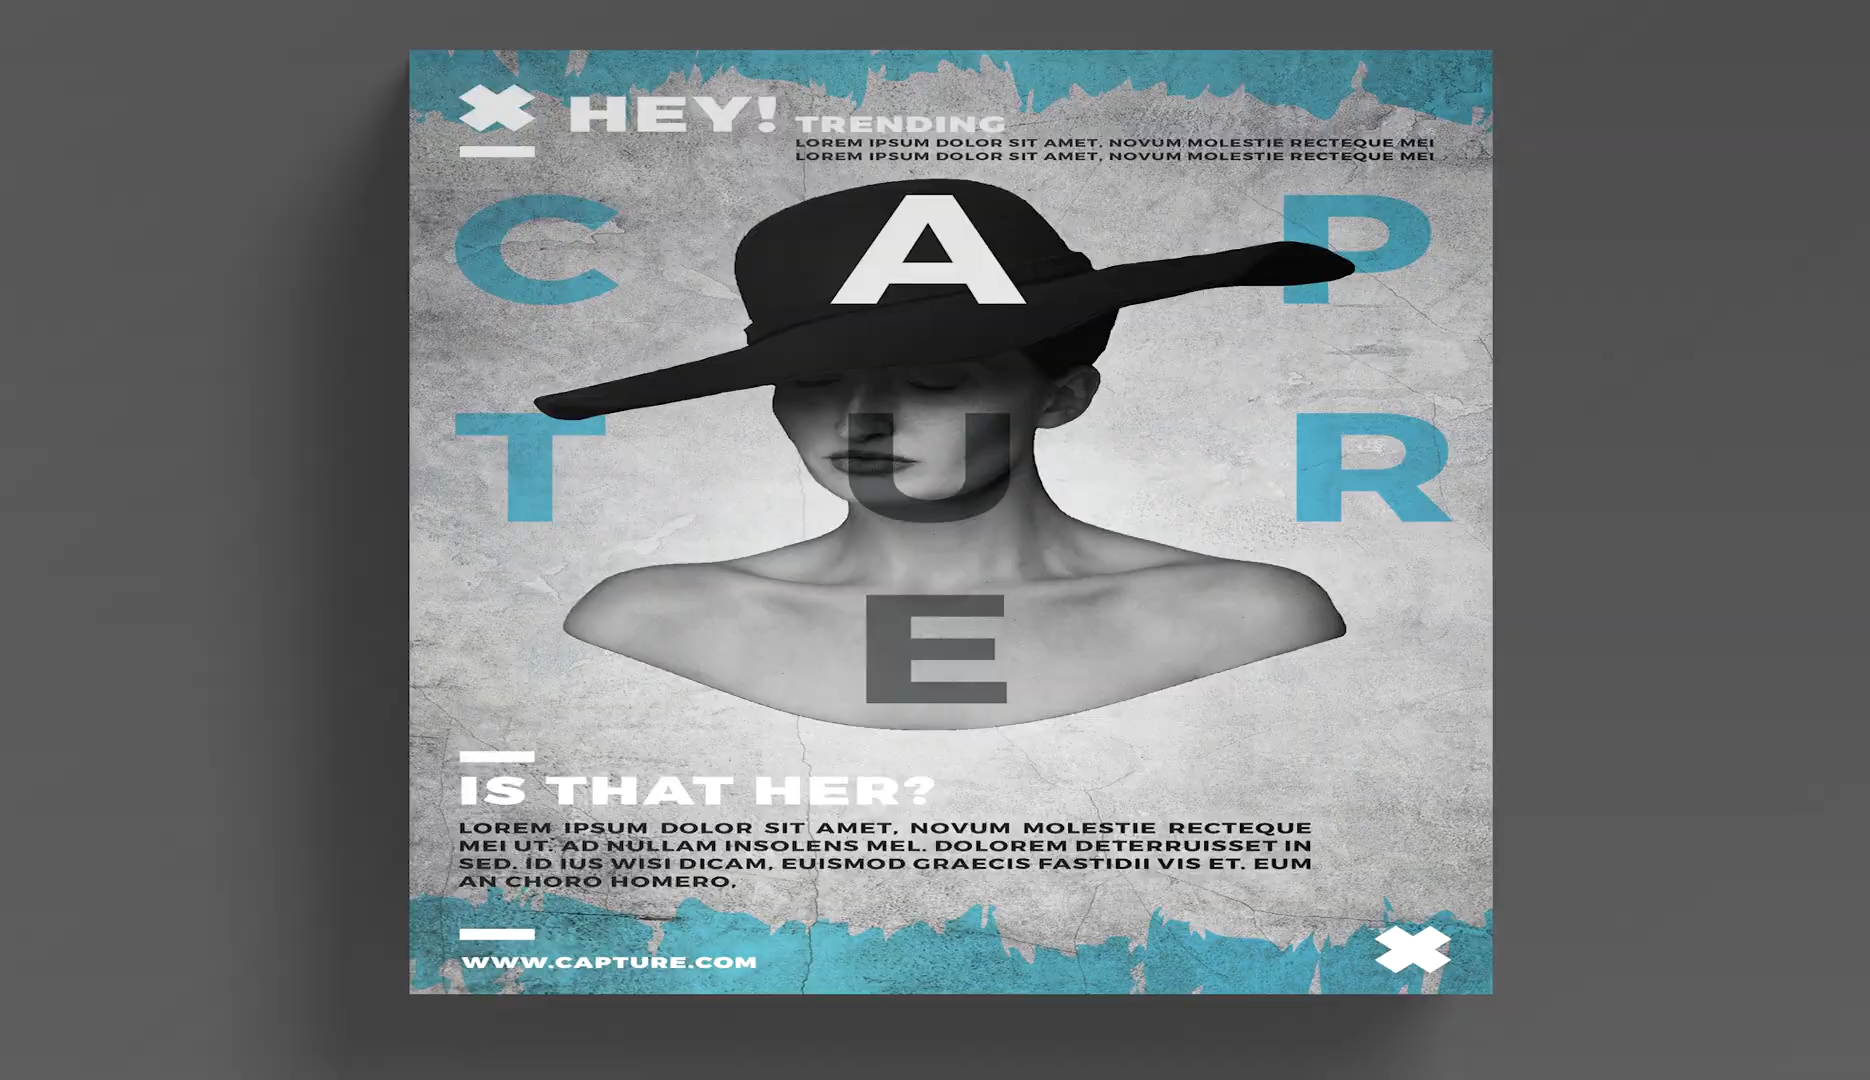 HEY! TRENDING
LOREM IPSUM DOLOR SIT AMET, NOVUM MOLESTIE RECTEQUE MEI
LOREM IPSUM DOLOR SIT AMET, NOVUM MOLESTIE RECTEQUE MEI
C A P
T U R
E
IS THAT HER?
LOREM IPSUM DOLOR SIT AMET, NOVUM MOLESTIE RECTEQUE
MEI UT. AD NULLAM INSOLENS MEL. DOLOREM DETERRUISSET IN
SED. ID IUS WISI DICAM, EUISMOD GRAECIS FASTIDII VIS ET. EUM
AN CHORO HOMERO,
WWW.CAPTURE.COM